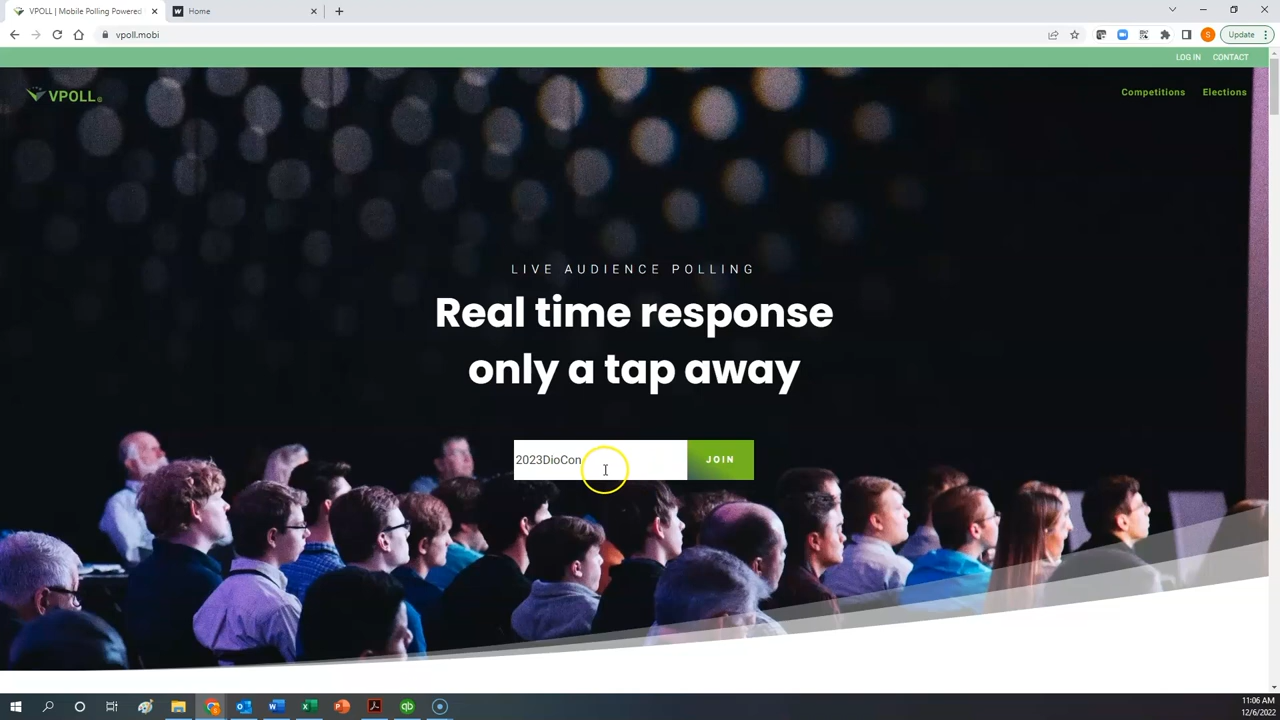 VPOLL | Mobile Polling Powered
Home
vpoll.mobi
Update
LOG IN
CONTACT
VPOLL
Competitions
Elections
LIVE AUDIENCE POLLING
Real time response
only a tap away
2023DioCon
JOIN
11:06 AM
12/6/2022